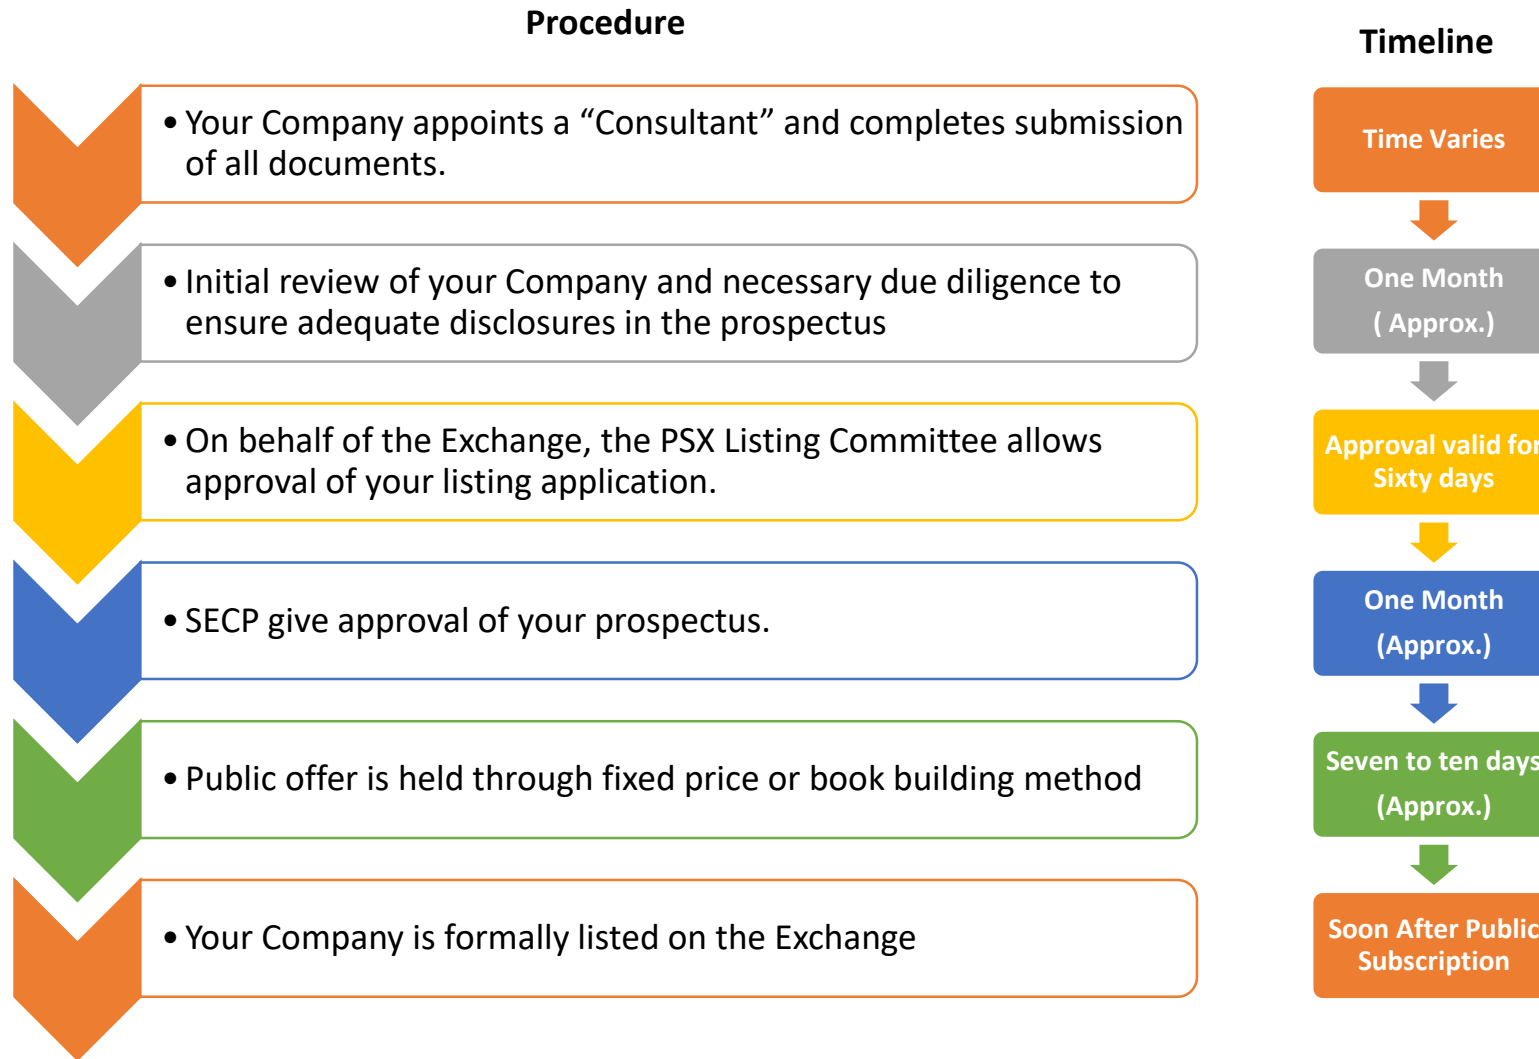 Procedure
Timeline
• Your Company appoints a “Consultant” and completes submission
of all documents.
Time Varies
• Initial review of your Company and necessary due diligence to
ensure adequate disclosures in the prospectus
One Month
( Approx.)
• On behalf of the Exchange, the PSX Listing Committee allows
approval of your listing application.
Approval valid for
Sixty days
• SECP give approval of your prospectus.
One Month
(Approx.)
• Public offer is held through fixed price or book building method
Seven to ten days
(Approx.)
• Your Company is formally listed on the Exchange
Soon After Public
Subscription